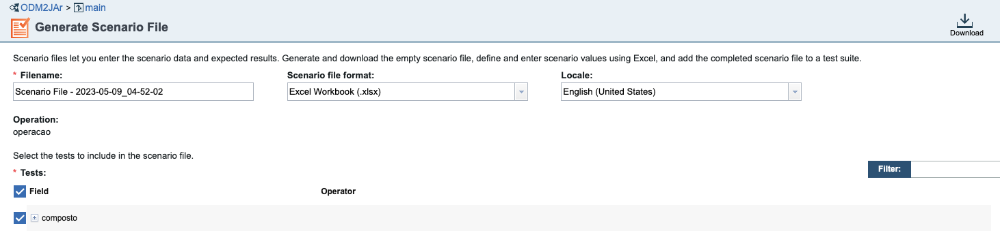 ODM2JAr > main
Generate Scenario File
Download
Scenario files let you enter the scenario data and expected results. Generate and download the empty scenario file, define and enter scenario values using Excel, and add the completed scenario file to a test suite.
* Filename: Scenario file format: Locale:
Scenario File - 2023-05-09_04-52-02 Excel Workbook (.xlsx) English (United States)
Operation:
operacao
Select the tests to include in the scenario file.
* Tests: Filter:
Field Operator
composto